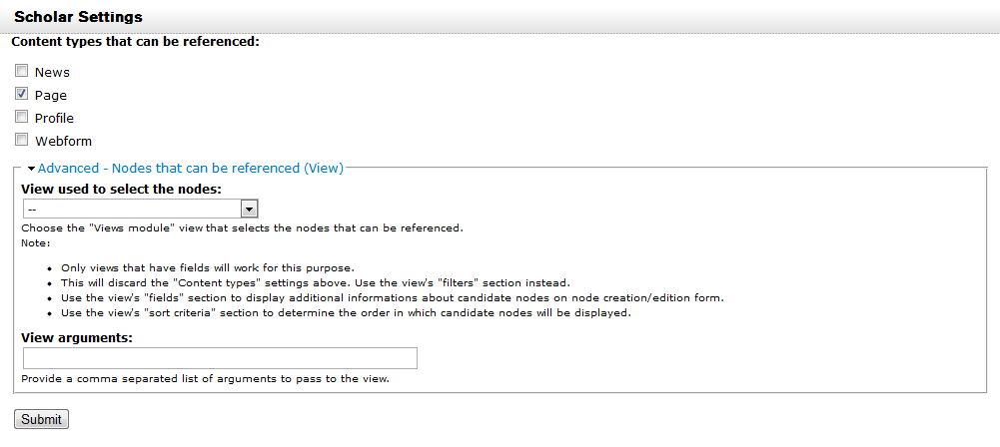 Scholar Settings
Content types that can be referenced:
News
Page
Profile
Webform
Advanced - Nodes that can be referenced (View)
View used to select the nodes:
--
Choose the "Views module" view that selects the nodes that can be referenced.
Note:
Only views that have fields will work for this purpose.
This will discard the "Content types" settings above. Use the view's "filters" section instead.
Use the view's "fields" section to display additional informations about candidate nodes on node creation/edition form.
Use the view's "sort criteria" section to determine the order in which candidate nodes will be displayed.
View arguments:
Provide a comma separated list of arguments to pass to the view.
Submit